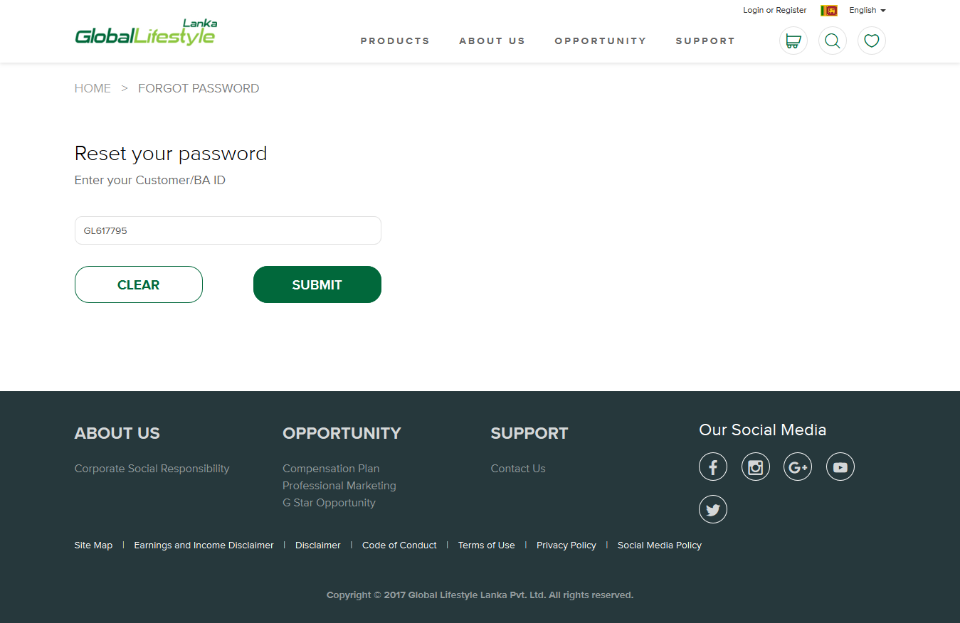 Login or Register English
Lanka
GlobalLifestyle
PRODUCTS ABOUT US OPPORTUNITY SUPPORT
HOME > FORGOT PASSWORD
Reset your password
Enter your Customer/BA ID
GL617795
CLEAR SUBMIT
ABOUT US OPPORTUNITY SUPPORT Our Social Media
Corporate Social Responsibility Compensation Plan Contact Us
Professional Marketing
G Star Opportunity
G+
Site Map | Earnings and Income Disclaimer | Disclaimer | Code of Conduct | Terms of Use | Privacy Policy | Social Media Policy
Copyright © 2017 Global Lifestyle Lanka Pvt. Ltd. All rights reserved.